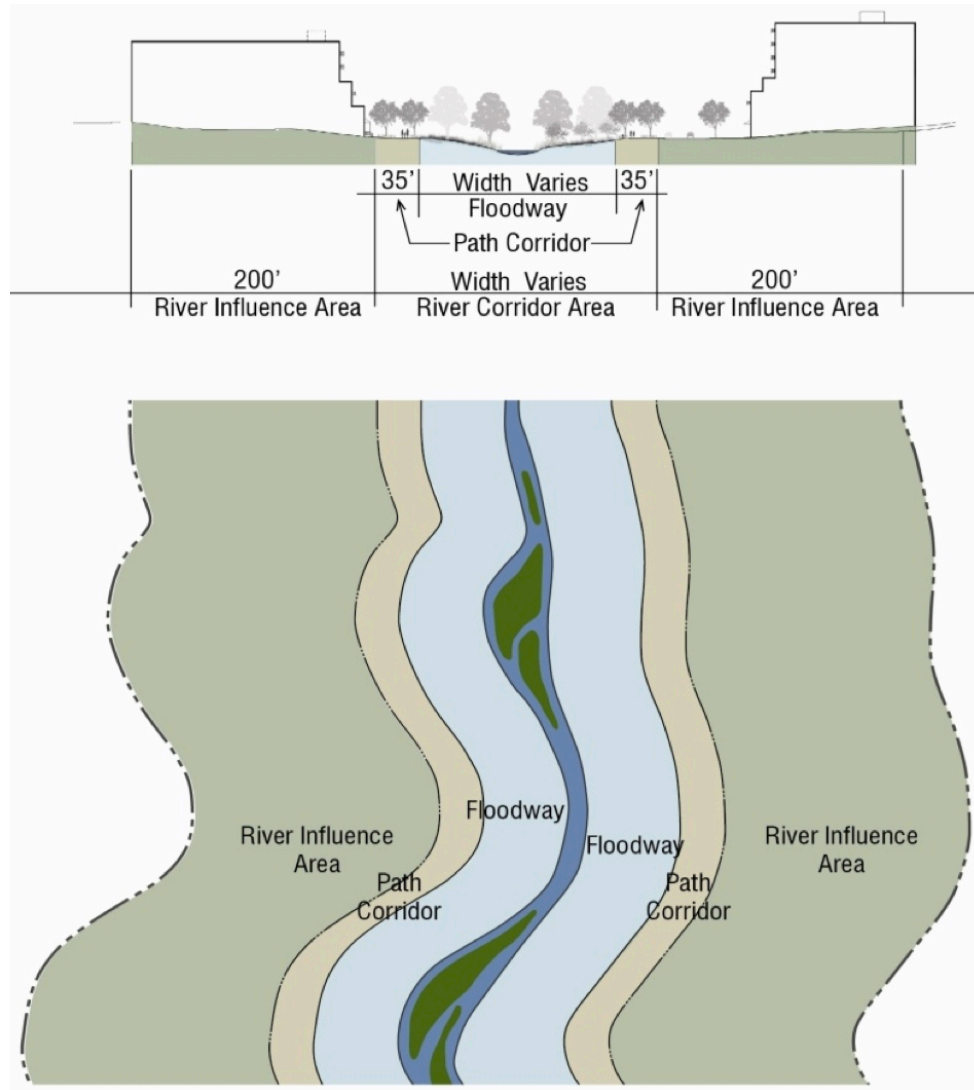 35’ Width Varies 35’
Floodway
Path Corridor
200’ Width Varies 200’
River Influence Area River Corridor Area River Influence Area
Floodway
Floodway
River Influence
Area
River Influence
Area
Path
Corridor
Path
Corridor